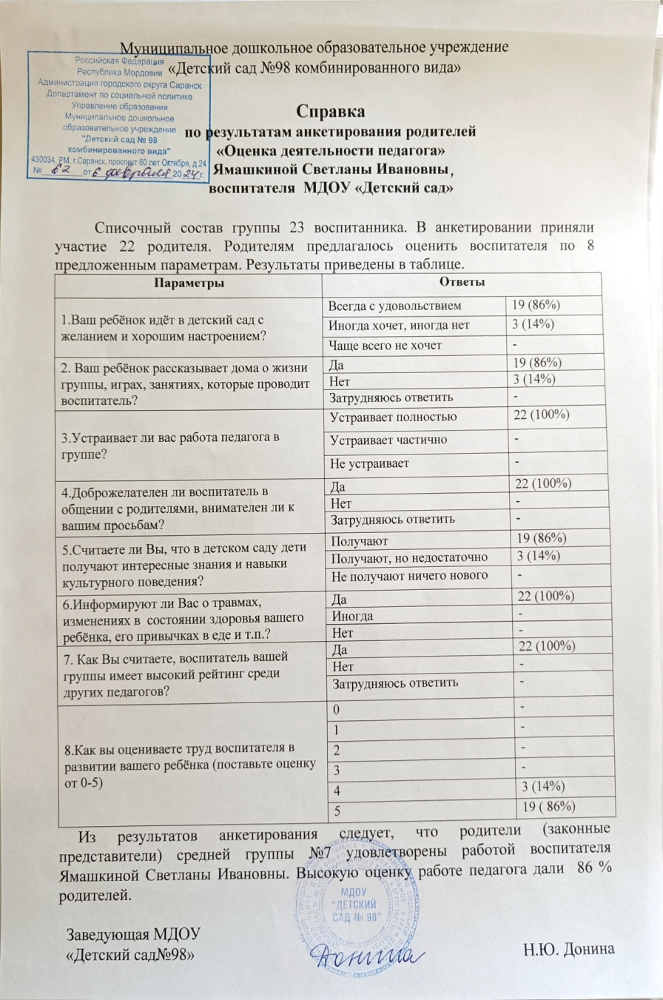 Муниципальное дошкольное образовательное учреждение
«Детский сад №98 комбинированного вида»
Российская Федерация
Республика Мордовия
Администрация городского округа Саранск
Департамент по социальной политике
Управление образования
Муниципальное дошкольное
образовательное учреждение
"Детский сад № 98
комбинированного вида"
430034, РМ, г.Саранск, проспект 60 лет Октября, д.24
№ 62 от 6 февраля 2024г.
Справка
по результатам анкетирования родителей
«Оценка деятельности педагога»
Ямашкиной Светланы Ивановны,
воспитателя МДОУ «Детский сад»
Списочный состав группы 23 воспитанника. В анкетировании приняли
участие 22 родителя. Родителям предлагалось оценить воспитателя по 8
предложенным параметрам. Результаты приведены в таблице.
Параметры Ответы
1.Ваш ребёнок идёт в детский сад с
желанием и хорошим настроением?
Всегда с удовольствием 19 (86%)
Иногда хочет, иногда нет 3 (14%)
Чаще всего не хочет -
2. Ваш ребёнок рассказывает дома о жизни
группы, играх, занятиях, которые проводит
воспитатель?
Да 19 (86%)
Нет 3 (14%)
Затрудняюсь ответить -
3.Устраивает ли вас работа педагога в
группе?
Устраивает полностью 22 (100%)
Устраивает частично -
Не устраивает -
4.Доброжелателен ли воспитатель в
общении с родителями, внимателен ли к
вашим просьбам?
Да 22 (100%)
Нет -
Затрудняюсь ответить -
5.Считаете ли Вы, что в детском саду дети
получают интересные знания и навыки
культурного поведения?
Получают 19 (86%)
Получают, но недостаточно 3 (14%)
Не получают ничего нового -
6.Информируют ли Вас о травмах,
изменениях в состоянии здоровья вашего
ребёнка, его привычках в еде и т.п.?
Да 22 (100%)
Иногда -
Нет -
7. Как Вы считаете, воспитатель вашей
группы имеет высокий рейтинг среди
других педагогов?
Да 22 (100%)
Нет -
Затрудняюсь ответить -
8.Как вы оцениваете труд воспитателя в
развитии вашего ребёнка (поставьте оценку
от 0-5)
0 -
1 -
2 -
3 -
4 3 (14%)
5 19 ( 86%)
Из результатов анкетирования следует, что родители (законные
представители) средней группы №7 удовлетворены работой воспитателя
Ямашкиной Светланы Ивановны. Высокую оценку работе педагога дали 86 %
родителей.
МДОУ
"ДЕТСКИЙ
САД № 98"
Заведующая МДОУ
«Детский сад№98»
Донина
Н.Ю. Донина